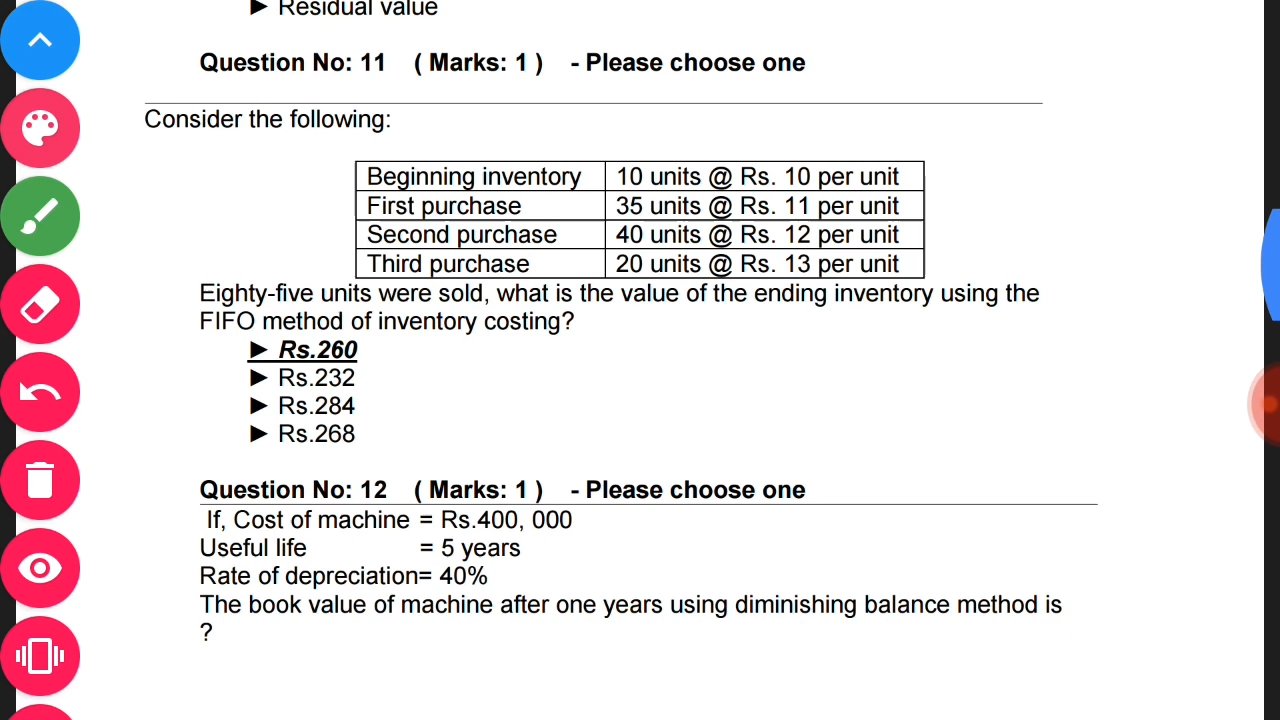 ► Residual value
Question No: 11 ( Marks: 1 ) - Please choose one
Consider the following:
Beginning inventory 10 units @ Rs. 10 per unit
First purchase 35 units @ Rs. 11 per unit
Second purchase 40 units @ Rs. 12 per unit
Third purchase 20 units @ Rs. 13 per unit
Eighty-five units were sold, what is the value of the ending inventory using the
FIFO method of inventory costing?
► Rs.260
► Rs.232
► Rs.284
► Rs.268
Question No: 12 ( Marks: 1 ) - Please choose one
If, Cost of machine = Rs.400, 000
Useful life = 5 years
Rate of depreciation= 40%
The book value of machine after one years using diminishing balance method is
?